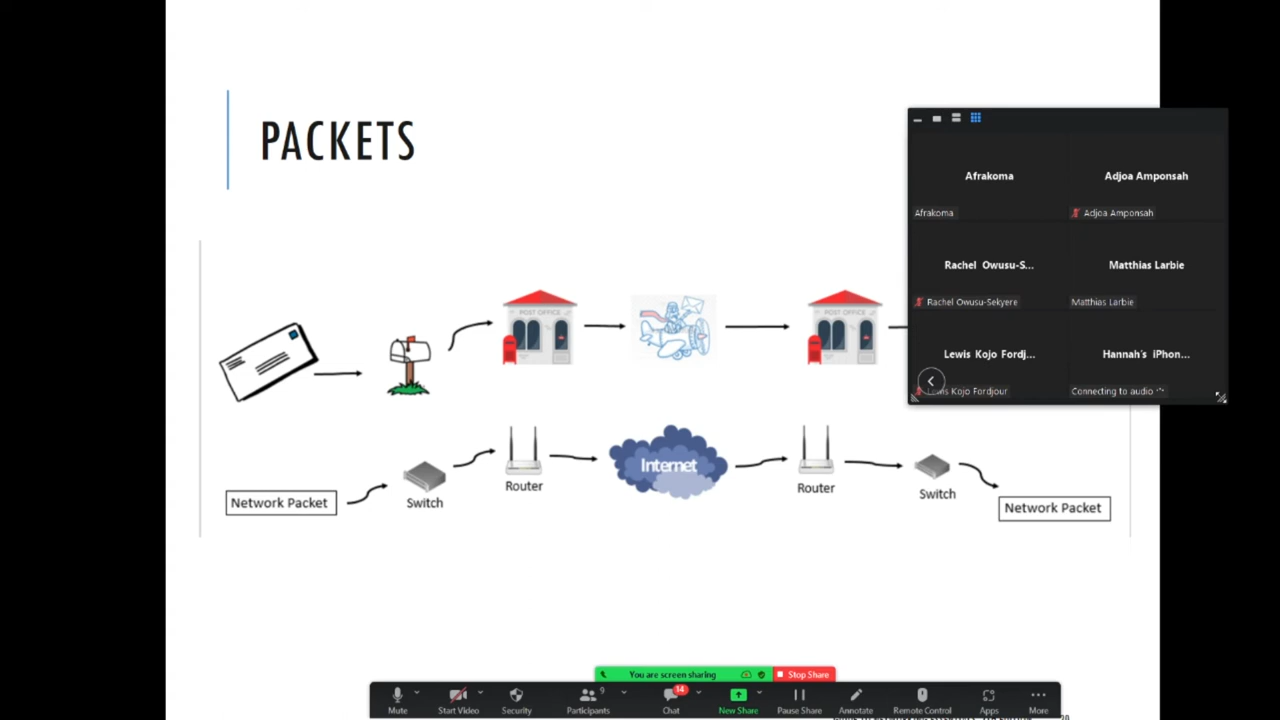 PACKETS
Afrakoma
Adjoa Amponsah
Afrakoma
Adjoa Amponsah
Rachel Owusu-S...
Matthias Larbie
Rachel Owusu-Sekyere
Matthias Larbie
Lewis Kojo Fordj...
Hannah's iPhon...
Lewis Kojo Fordjour
Connecting to audio
POST OFFICE
POST OFFICE
Network Packet
Switch
Router
Internet
Router
Switch
Network Packet
You are screen sharing
Stop Share
Mute
Start Video
Security
Participants
9
Chat
14
New Share
Pause Share
Annotate
Remote Control
Apps
More